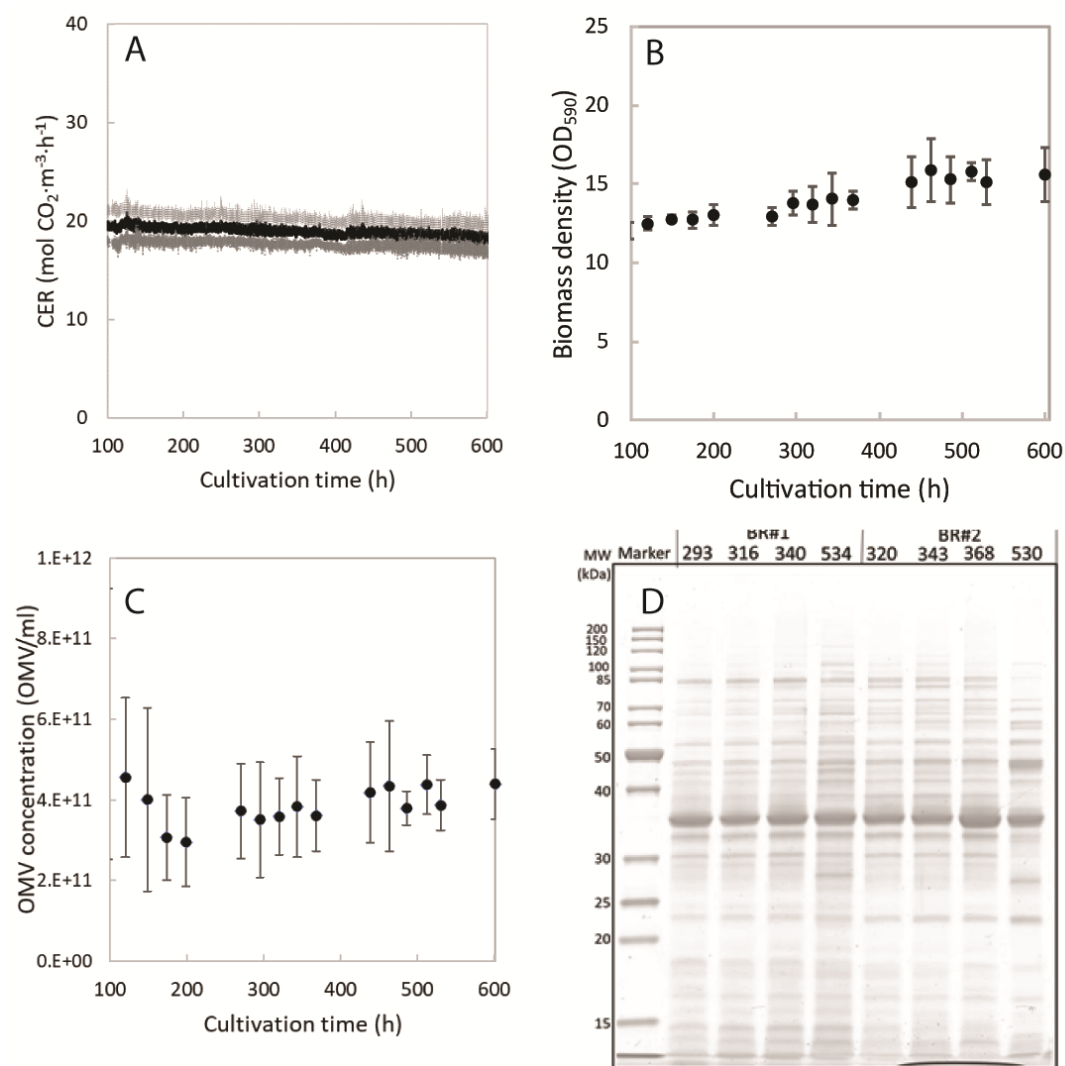 A
CER (mol CO₂·m⁻³·h⁻¹)
40
30
20
10
0
100 200 300 400 500 600
Cultivation time (h)
B
Biomass density (OD₅₉₀)
25
20
15
10
5
0
100 200 300 400 500 600
Cultivation time (h)
C
OMV concentration (OMV/ml)
1.E+12
8.E+11
6.E+11
4.E+11
2.E+11
0.E+00
100 200 300 400 500 600
Cultivation time (h)
BR#1 BR#2
MW Marker 293 316 340 534 320 343 368 530
(kDa)
D
200
150
120
100
85
70
60
50
40
30
25
20
15